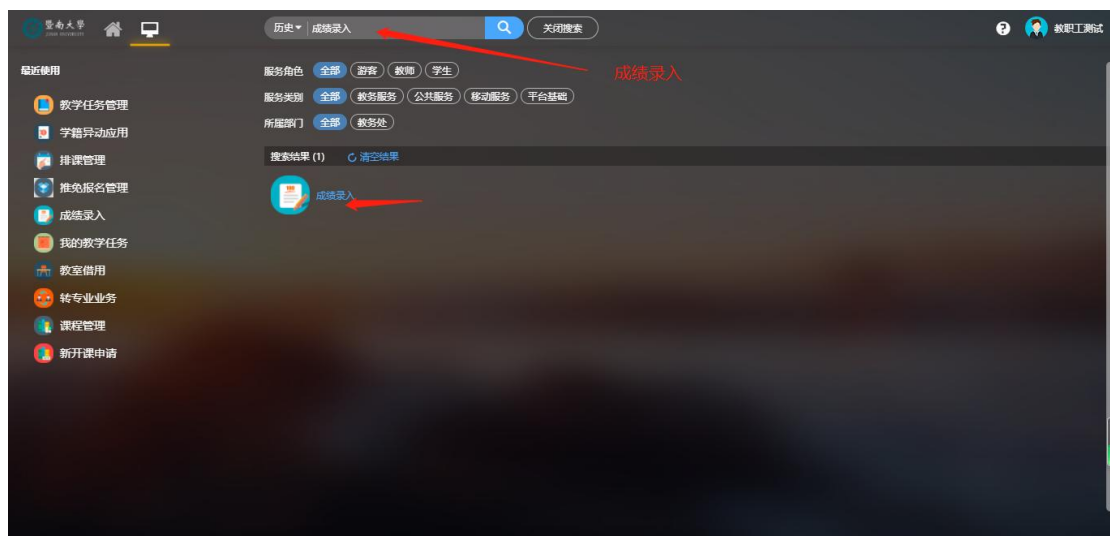 暨南大学
历史 成绩录入 关闭搜索
? 教职工测试
成绩录入
最近使用
教学任务管理
学籍异动应用
排课管理
推免报名管理
成绩录入
我的教学任务
教室借用
转专业业务
课程管理
新开课申请
服务角色 全部 游客 教师 学生
服务类别 全部 教务服务 公共服务 移动服务 平台基础
所属部门 全部 教务处
搜索结果 (1) 清空结果
成绩录入